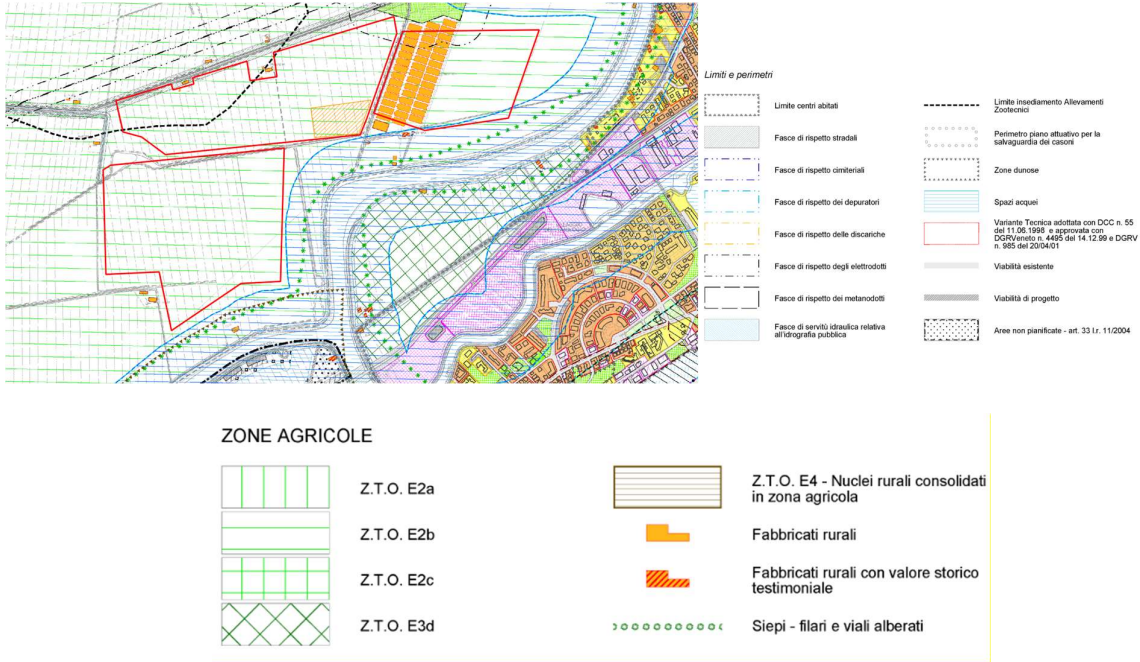 Limiti e perimetri
Limite centri abitati
Fasce di rispetto stradali
Fasce di rispetto cimiteriali
Fasce di rispetto dei depuratori
Fasce di rispetto delle discariche
Fasce di rispetto degli elettrodotti
Fasce di rispetto dei metanodotti
Fasce di servitù idraulica relativa
all'idrografia pubblica
Limite insediamento Allevamenti
Zootecnici
Perimetro piano attuativo per la
salvaguardia dei casoni
Zone dunose
Spazi acquei
Variante Tecnica adottata con DCC n. 55
del 11.06.1998 e approvata con
DGRVeneto n. 4495 del 14.12.99 e DGRV
n. 985 del 20/04/01
Viabilità esistente
Viabilità di progetto
Aree non pianificate - art. 33 l.r. 11/2004
ZONE AGRICOLE
Z.T.O. E2a
Z.T.O. E2b
Z.T.O. E2c
Z.T.O. E3d
Z.T.O. E4 - Nuclei rurali consolidati
in zona agricola
Fabbricati rurali
Fabbricati rurali con valore storico
testimoniale
Siepi - filari e viali alberati